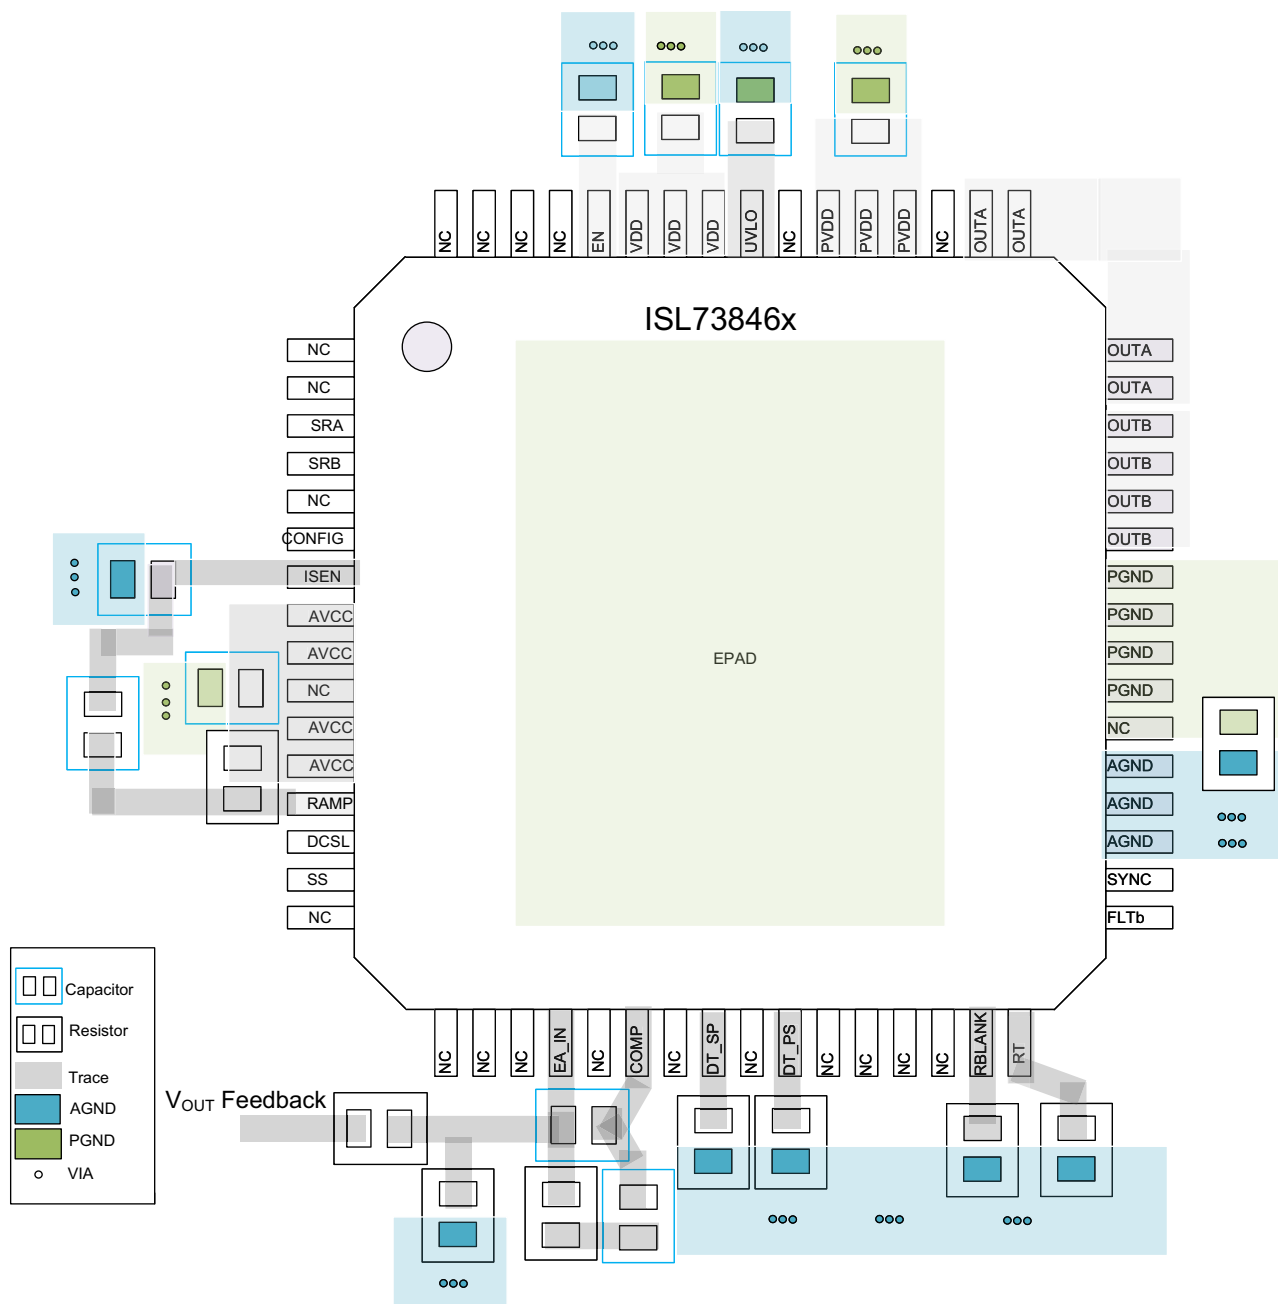 NC
NC
NC
NC
EN
VDD
VDD
VDD
UVLO
NC
PVDD
PVDD
PVDD
NC
OUTA
OUTA
ISL73846x
NC
NC
SRA
SRB
NC
CONFIG
ISEN
AVCC
AVCC
NC
AVCC
AVCC
RAMP
DCSL
SS
NC
EPAD
OUTA
OUTA
OUTB
OUTB
OUTB
OUTB
PGND
PGND
PGND
PGND
NC
AGND
AGND
AGND
SYNC
FLTb
NC
NC
NC
EA_IN
NC
COMP
NC
DT_SP
NC
DT_PS
NC
NC
NC
NC
RBLANK
RT
Capacitor
Resistor
Trace
AGND
PGND
VIA
VOUT Feedback